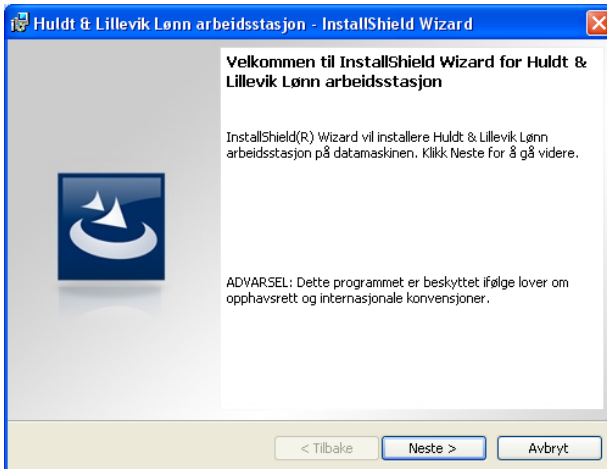 Huldt & Lillevik Lønn arbeidsstasjon - InstallShield Wizard
Velkommen til InstallShield Wizard for Huldt &
Lillevik Lønn arbeidsstasjon
InstallShield(R) Wizard vil installere Huldt & Lillevik Lønn
arbeidsstasjon på datamaskinen. Klikk Neste for å gå videre.
ADVARSEL: Dette programmet er beskyttet ifølge lover om
opphavsrett og internasjonale konvensjoner.
< Tilbake Neste > Avbryt